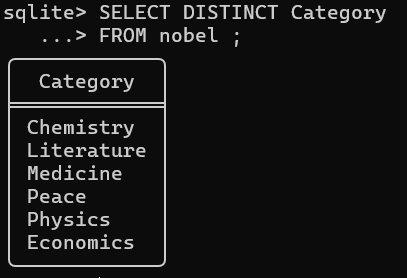 sqlite> SELECT DISTINCT Category
...> FROM nobel ;
Category
Chemistry
Literature
Medicine
Peace
Physics
Economics